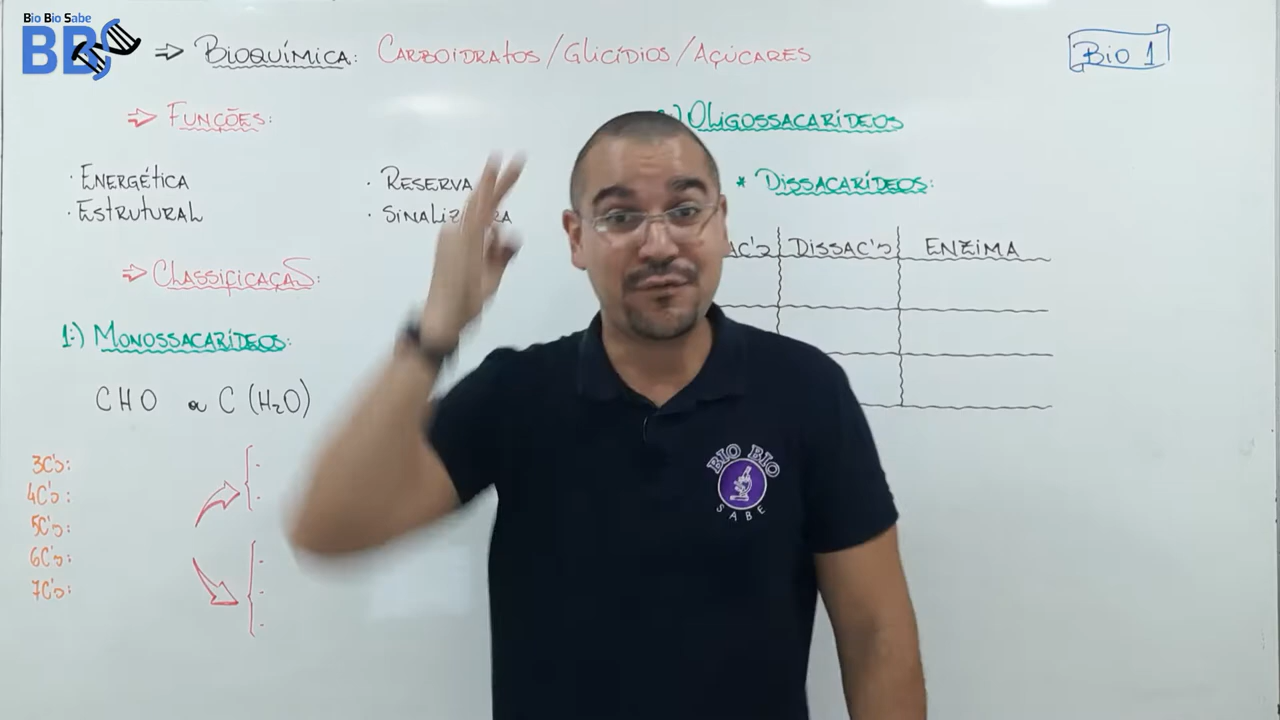 Bio Bio Sabe
BBS
⇒ BIOQUÍMICA: CARBOIDRATOS/GLICÍDIOS/AÇÚCARES
Bio 1
⇒ FUNÇÕES:
· ENERGÉTICA
· ESTRUTURAL
· RESERVA
⇒ CLASSIFICAÇAS:
1:) MONOSSACARÍDEOS:
CHO ou C (H₂O)
3C's:
4C's:
5C's:
6C's:
7C's:
) OLIGOSSACARÍDEOS
* DISSACARÍDEOS:
DISSAC's ENZIMA
BIO BIO
SABE